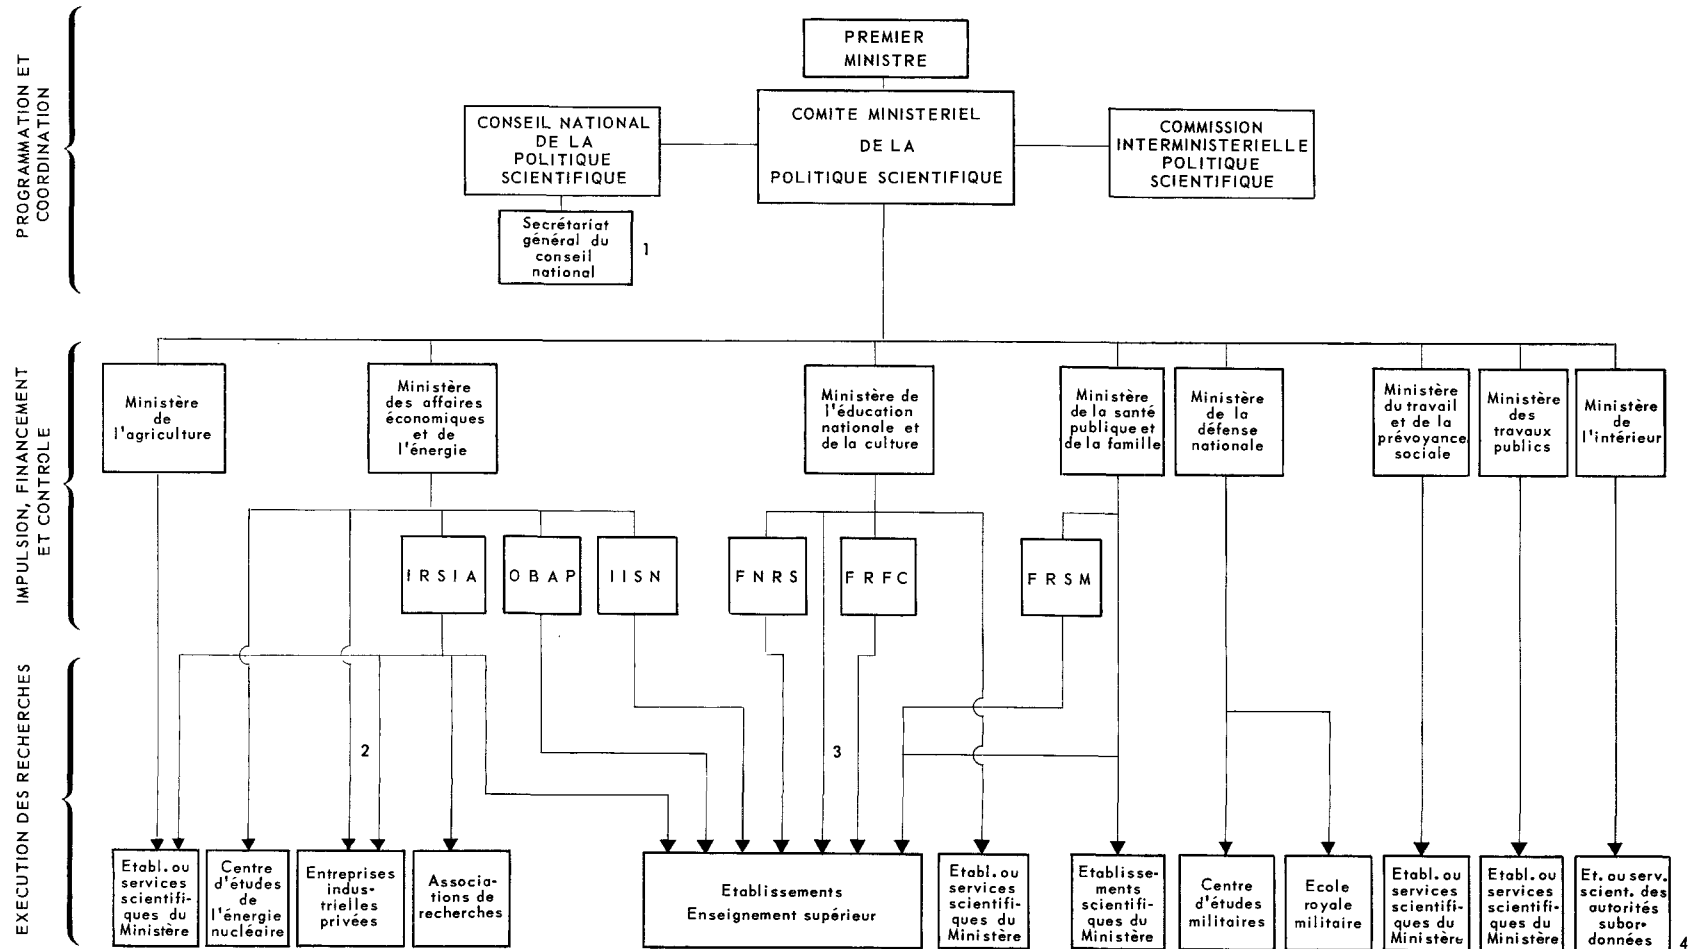 PROGRAMMATION ET
COORDINATION
PREMIER
MINISTRE
CONSEIL NATIONAL
DE LA
POLITIQUE
SCIENTIFIQUE
COMITE MINISTERIEL
DE LA
POLITIQUE SCIENTIFIQUE
COMMISSION
INTERMINISTERIELLE
POLITIQUE
SCIENTIFIQUE
Secrétariat
général du
conseil
national
1
IMPULSION, FINANCEMENT
ET CONTROLE
Ministère
de
l'agriculture
Ministère
des affaires
économiques
et de
l'énergie
Ministère de
l'éducation
nationale et
de la culture
Ministère
de la santé
publique et
de la famille
Ministère
de la
défense
nationale
Ministère
du travail
et de la
prévoyance
sociale
Ministère
des
travaux
publics
Ministère
de
l'intérieur
IRSIA
OBAP
IISN
FNRS
FRFC
FRSM
EXECUTION DES RECHERCHES
2
3
Etabl. ou
services
scientifi-
ques du
Ministère
Centre
d'études
de
l'énergie
nucléaire
Entreprises
indus-
trielles
privées
Associa-
tions de
recherches
Etablissements
Enseignement supérieur
Etabl. ou
services
scientifi-
ques du
Ministère
Etablisse-
ments
scientifi-
ques du
Ministère
Centre
d'études
militaires
Ecole
royale
militaire
Etabl. ou
services
scientifi-
ques du
Ministère
Etabl. ou
services
scientifi-
ques du
Ministère
Et. ou serv.
scient. des
autorités
subor-
données
4